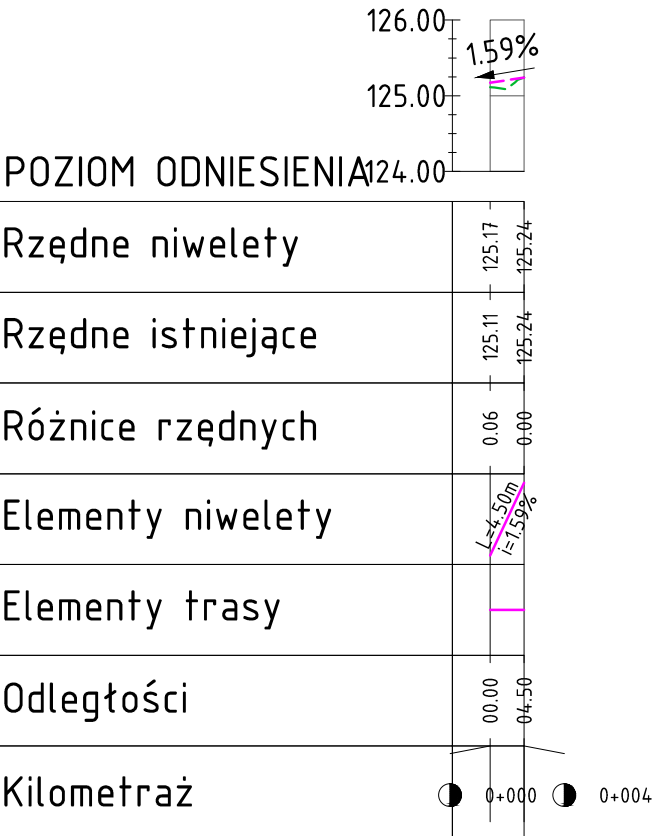 126.00
1.59%
125.00
POZIOM ODNIESIENIA 124.00
Rzędne niwelety 125.17 125.24
Rzędne istniejące 125.11 125.24
Różnice rzędnych 0.06 0.00
Elementy niwelety L=4.50m i=1.59%
Elementy trasy
Odległości 00.00 04.50
Kilometraż 0+000 0+004